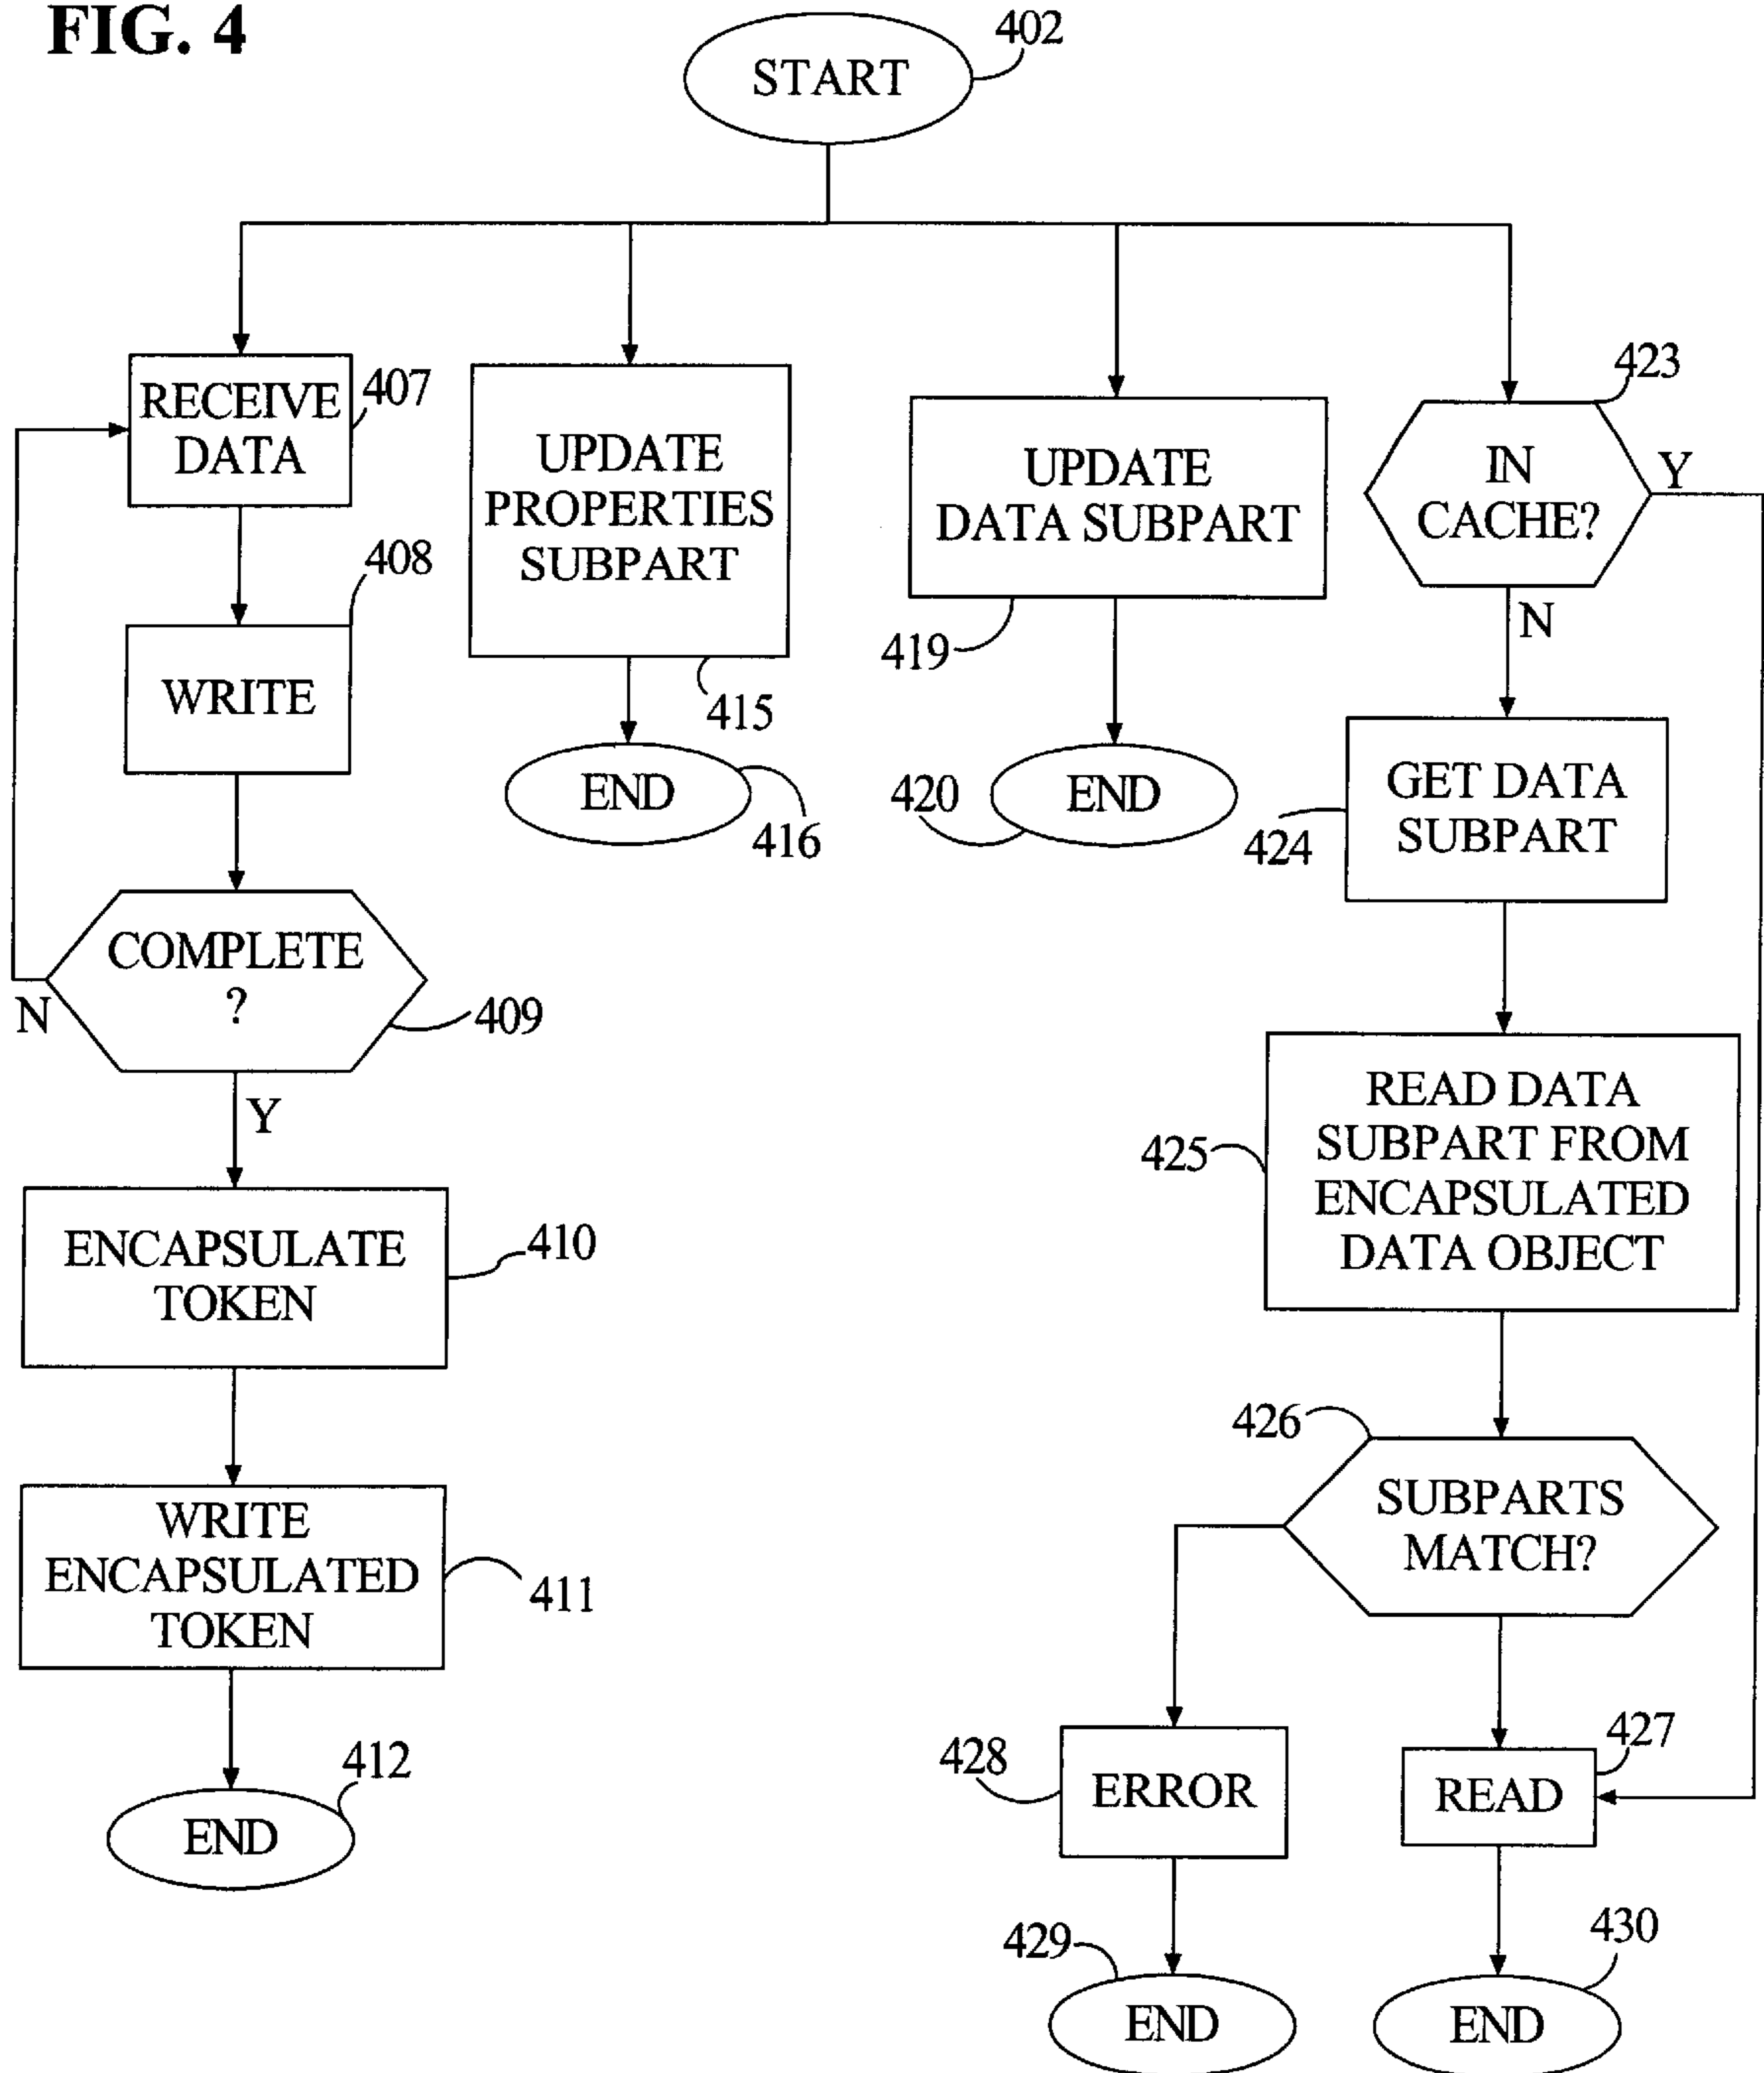 FIG. 4
402
START
RECEIVE
DATA
407
WRITE
408
COMPLETE
?
409
N
Y
ENCAPSULATE
TOKEN
410
WRITE
ENCAPSULATED
TOKEN
411
412
END
UPDATE
PROPERTIES
SUBPART
415
END
416
UPDATE
DATA SUBPART
419
420
END
423
IN
CACHE?
Y
N
GET DATA
SUBPART
424
READ DATA
SUBPART FROM
ENCAPSULATED
DATA OBJECT
425
426
SUBPARTS
MATCH?
428
ERROR
427
READ
429
END
430
END